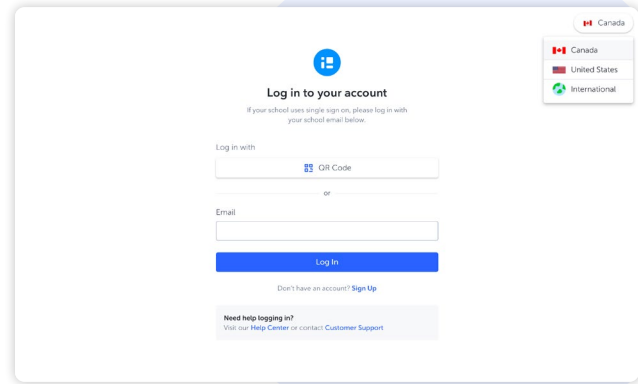 Canada
Canada
United States
International
Log in to your account
If your school uses single sign on, please log in with
your school email below.
Log in with
QR Code
or
Email
Log In
Don't have an account? Sign Up
Need help logging in?
Visit our Help Center or contact Customer Support